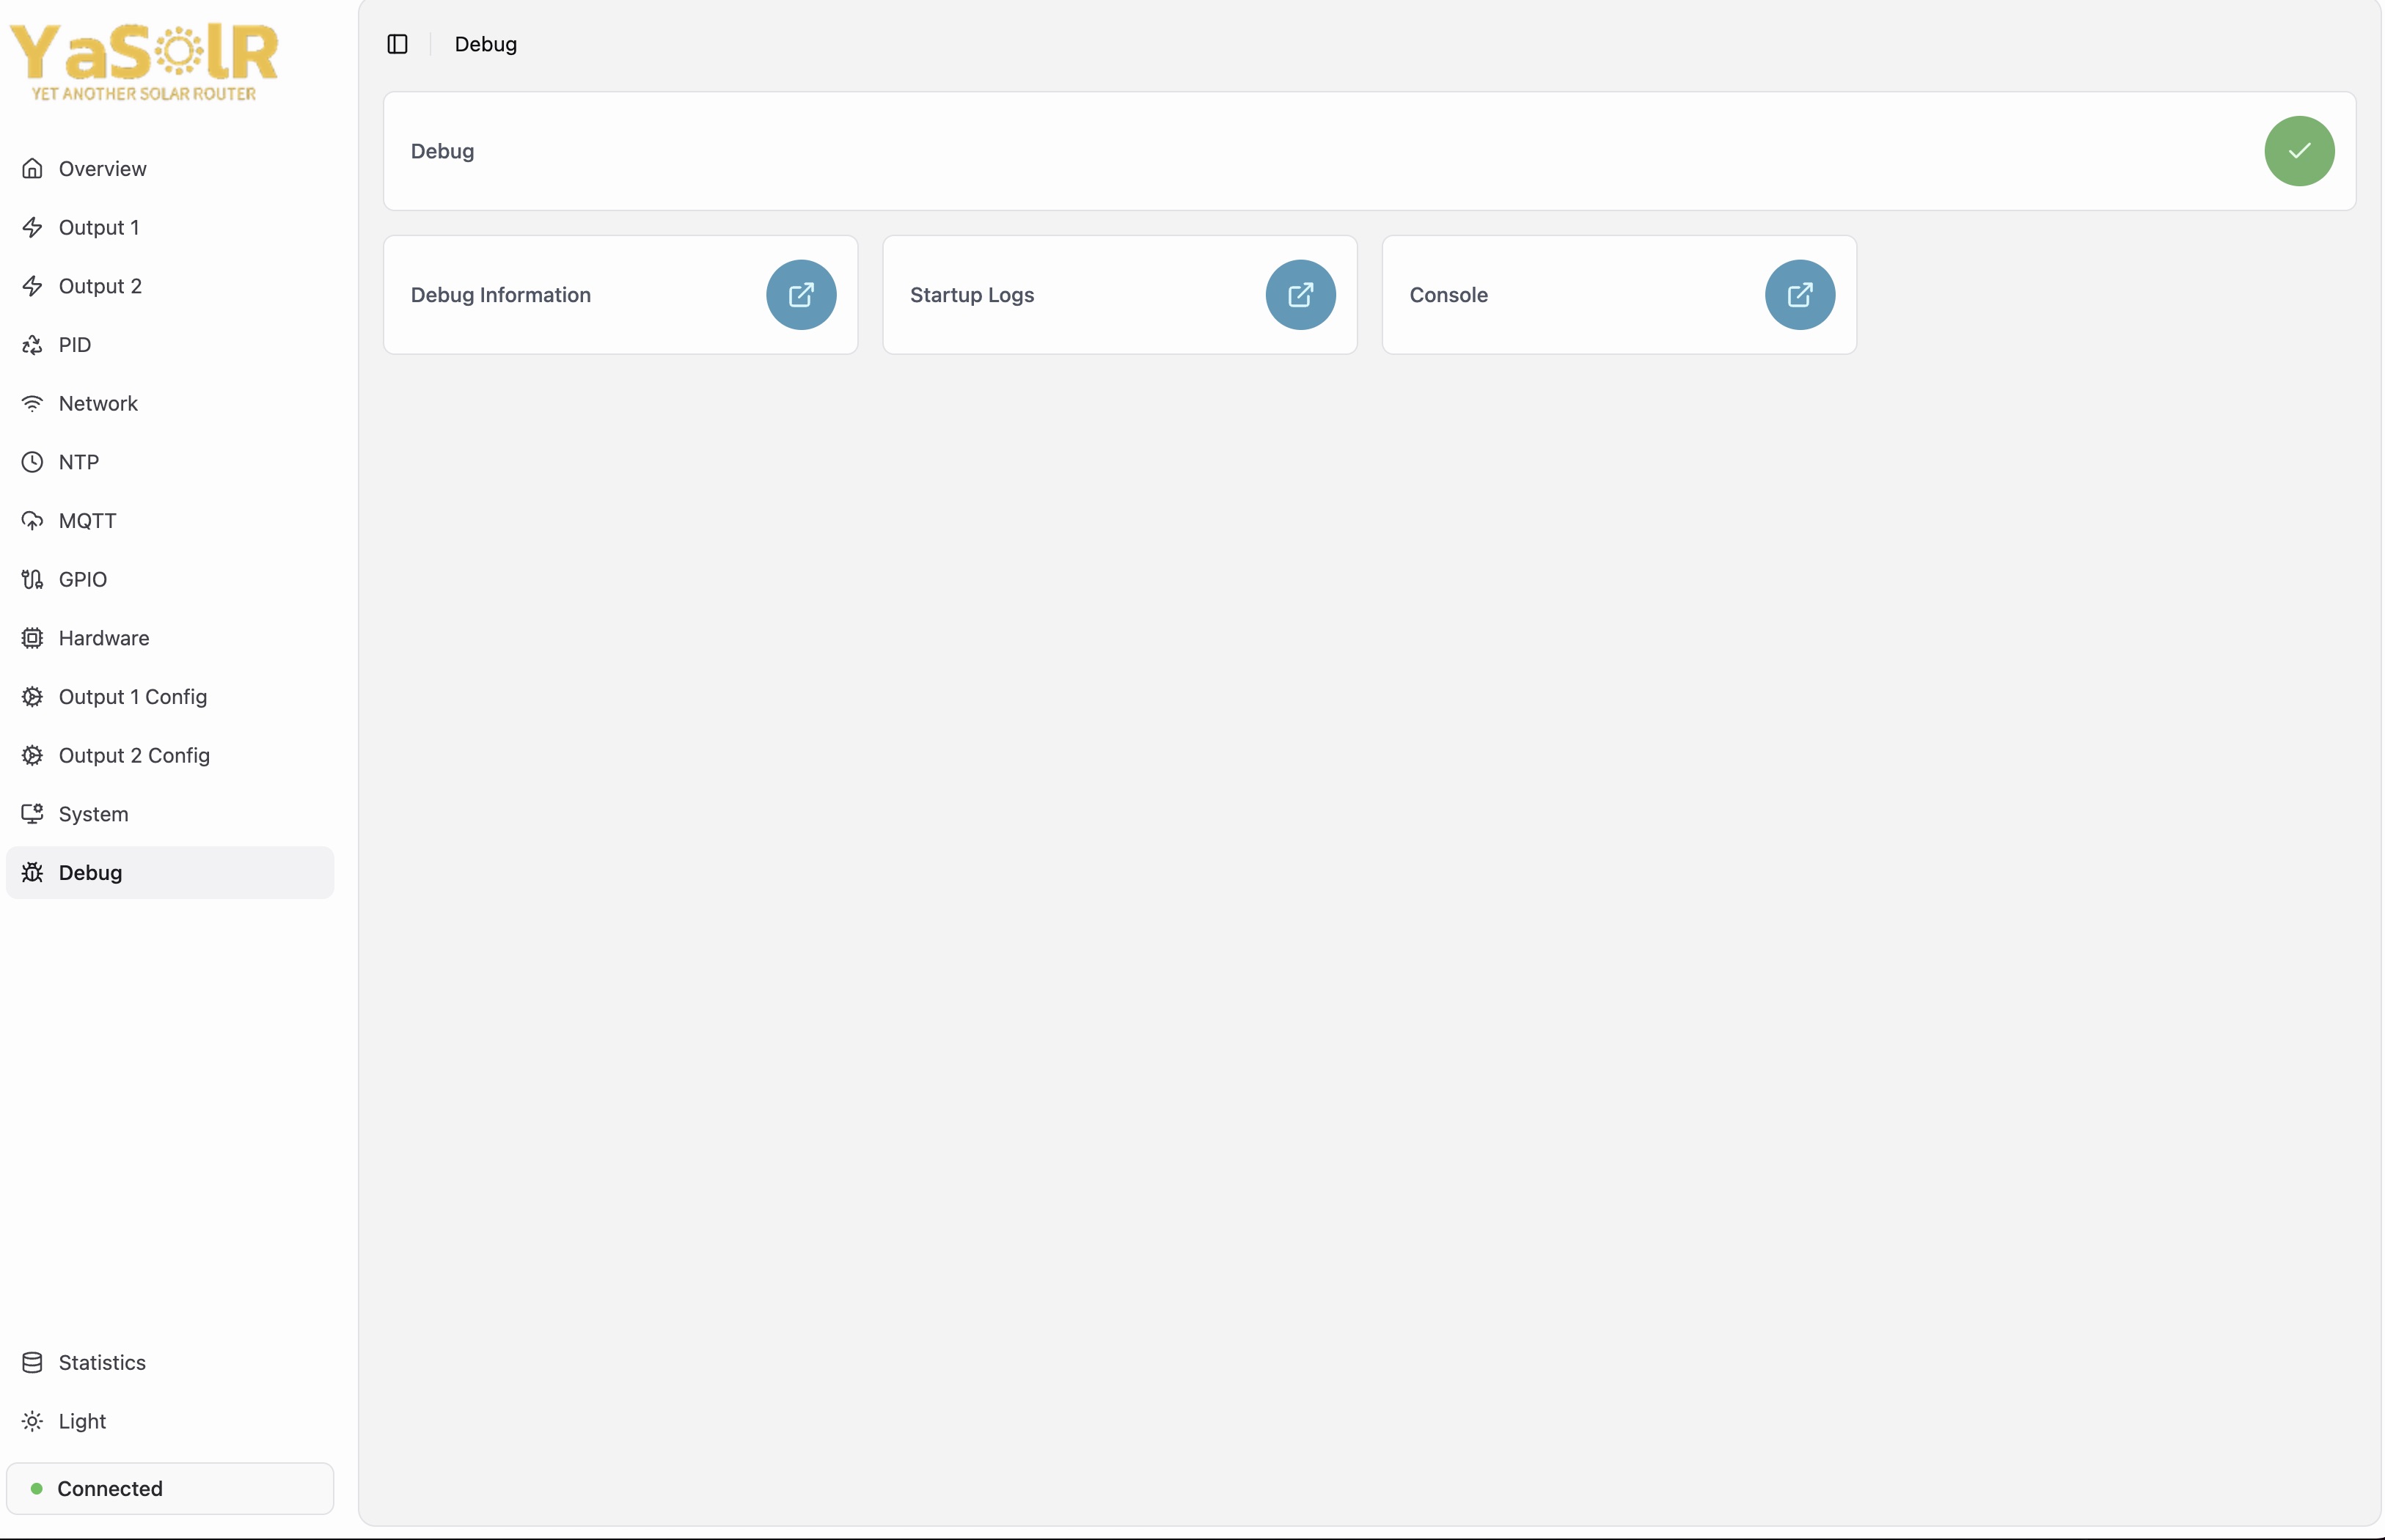 YaSolR
YET ANOTHER SOLAR ROUTER
Overview
Output 1
Output 2
PID
Network
NTP
MQTT
GPIO
Hardware
Output 1 Config
Output 2 Config
System
Debug
Statistics
Light
Connected
Debug
Debug
Debug Information
Startup Logs
Console